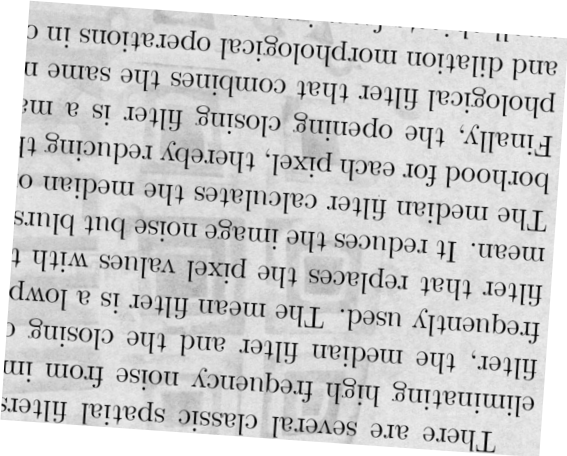 There are several classic spatial filters
eliminating high frequency noise from
filter, the median filter and the closing
frequently used. The mean filter is a
filter that replaces the pixel values with
mean. It reduces the image noise but blurs
The median filter calculates the median
borhood for each pixel, thereby reducing
Finally, the opening closing filter is a
phological filter that combines the same
and dilation morphological operations in